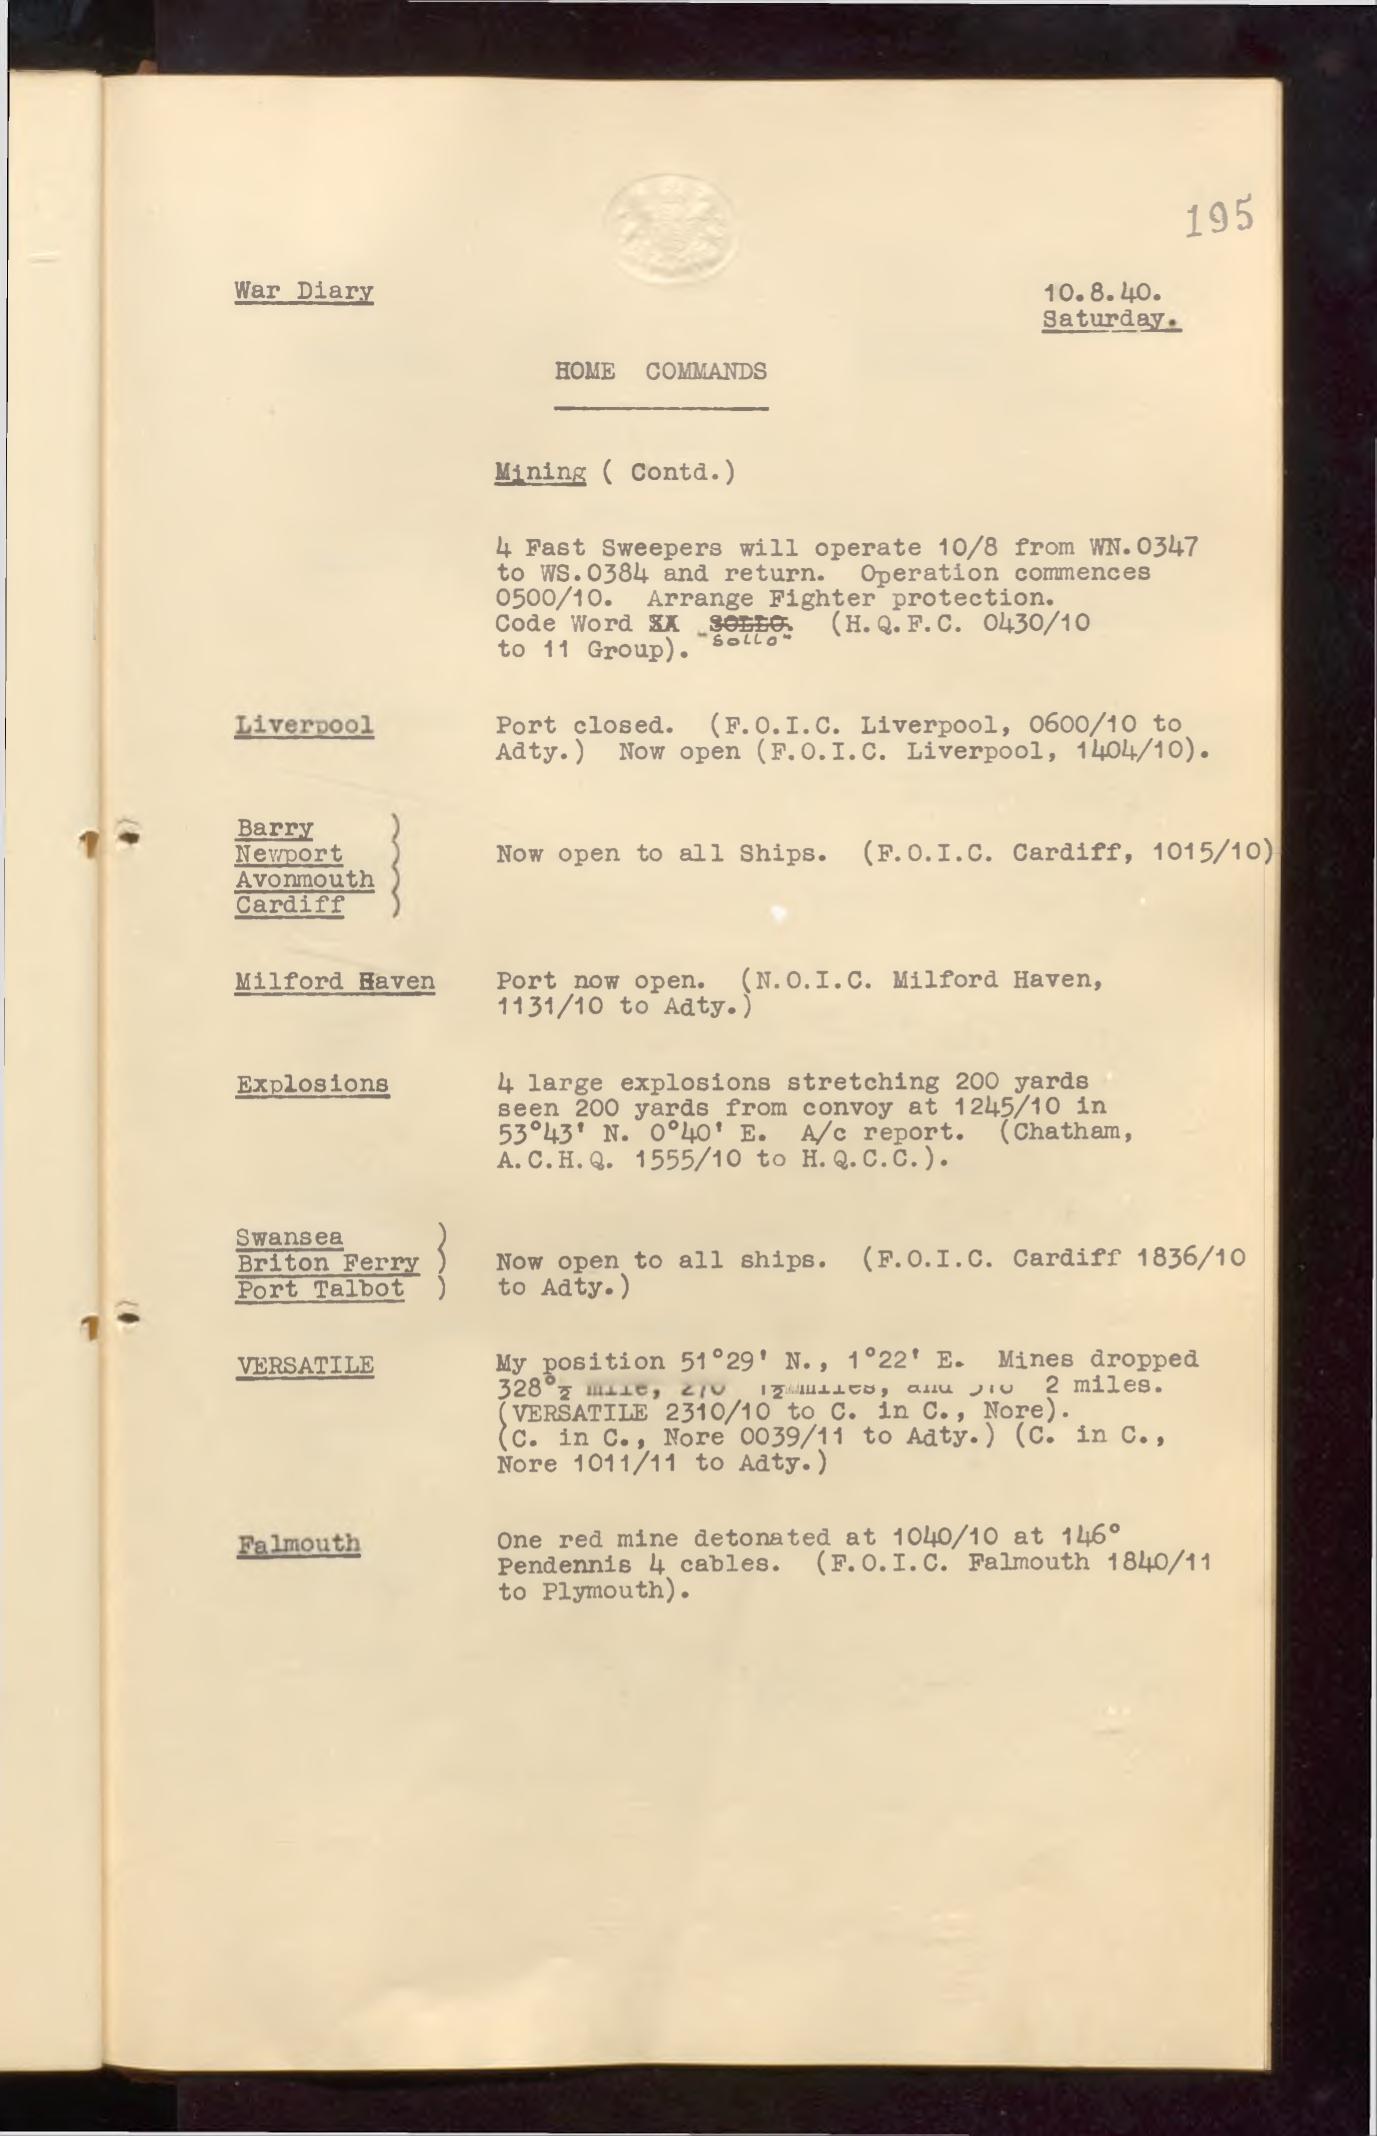 195
War Diary
10.8.40.
Saturday.
HOME COMMANDS
Mining ( Contd.)
4 Fast Sweepers will operate 10/8 from WN.0347
to WS.0384 and return. Operation commences
0500/10. Arrange Fighter protection.
Code Word SOLLO. (H.Q.F.C. 0430/10
"SOLLO"
to 11 Group).
Liverpool
Port closed. (F.O.I.C. Liverpool, 0600/10 to
Adty.) Now open (F.O.I.C. Liverpool, 1404/10).
Barry )
Newport )
Now open to all Ships. (F.O.I.C. Cardiff, 1015/10)
Avonmouth )
Cardiff )
Milford Haven
Port now open. (N.O.I.C. Milford Haven,
1131/10 to Adty.)
Explosions
4 large explosions stretching 200 yards
seen 200 yards from convoy at 1245/10 in
53°43' N. 0°40' E. A/c report. (Chatham,
A.C.H.Q. 1555/10 to H.Q.C.C.).
Swansea )
Briton Ferry )
Port Talbot )
Now open to all ships. (F.O.I.C. Cardiff 1836/10
to Adty.)
VERSATILE
My position 51°29' N., 1°22' E. Mines dropped
328°½ mile, 1½ miles, and 2 miles.
(VERSATILE 2310/10 to C. in C., Nore).
(C. in C., Nore 0039/11 to Adty.) (C. in C.,
Nore 1011/11 to Adty.)
Falmouth
One red mine detonated at 1040/10 at 146°
Pendennis 4 cables. (F.O.I.C. Falmouth 1840/11
to Plymouth).